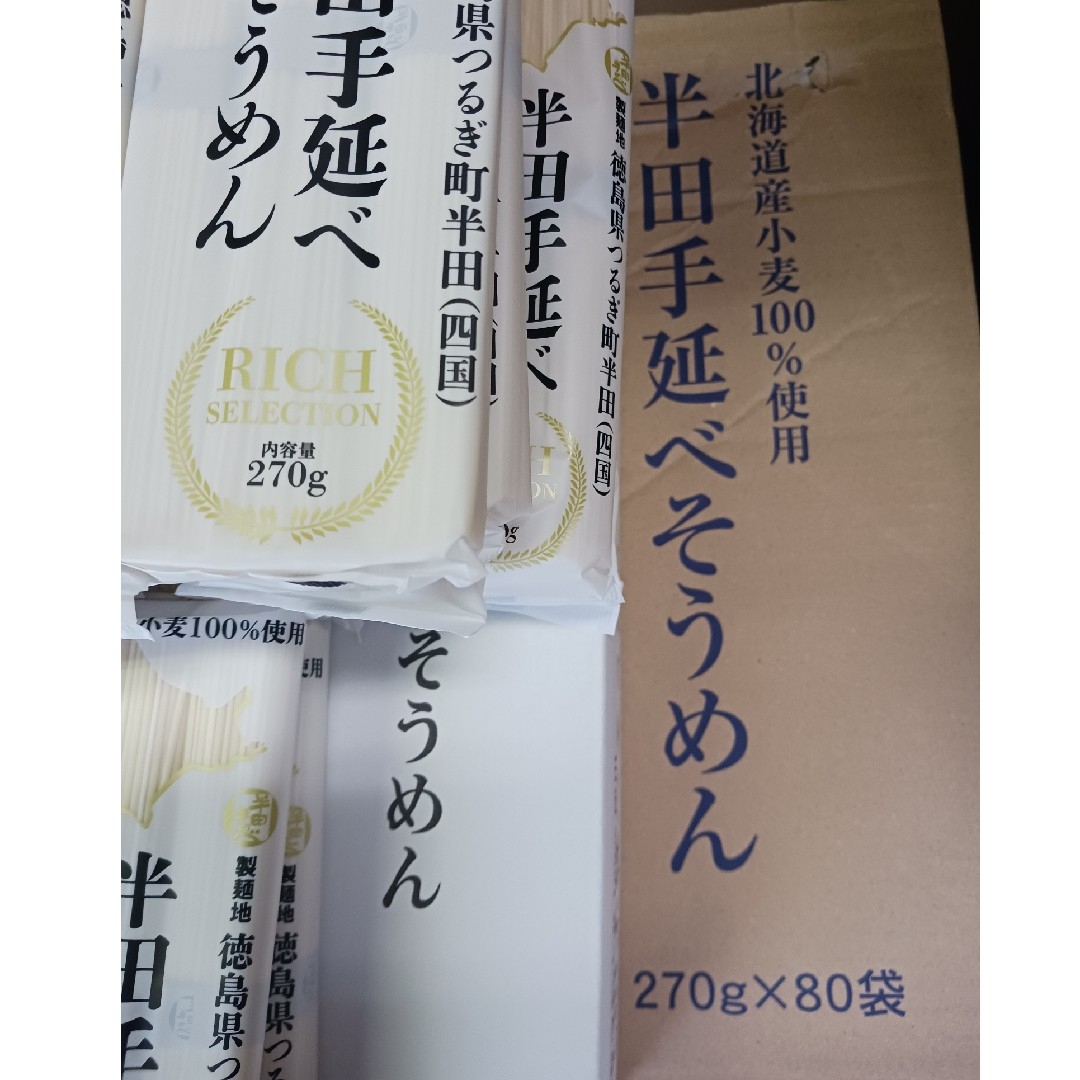 北海道産小麦100%使用
半田手延べそうめん
270g×80袋
県つるぎ町半田(四国)
田手延べ
そうめん
RICH
SELECTION
内容量
270g
製麺地 徳島県つるぎ町半田(四国)
半田手延べ
そうめん
小麦100%使用
製麺地 徳島県つ
半田手
使用
製麺地 徳島県つ